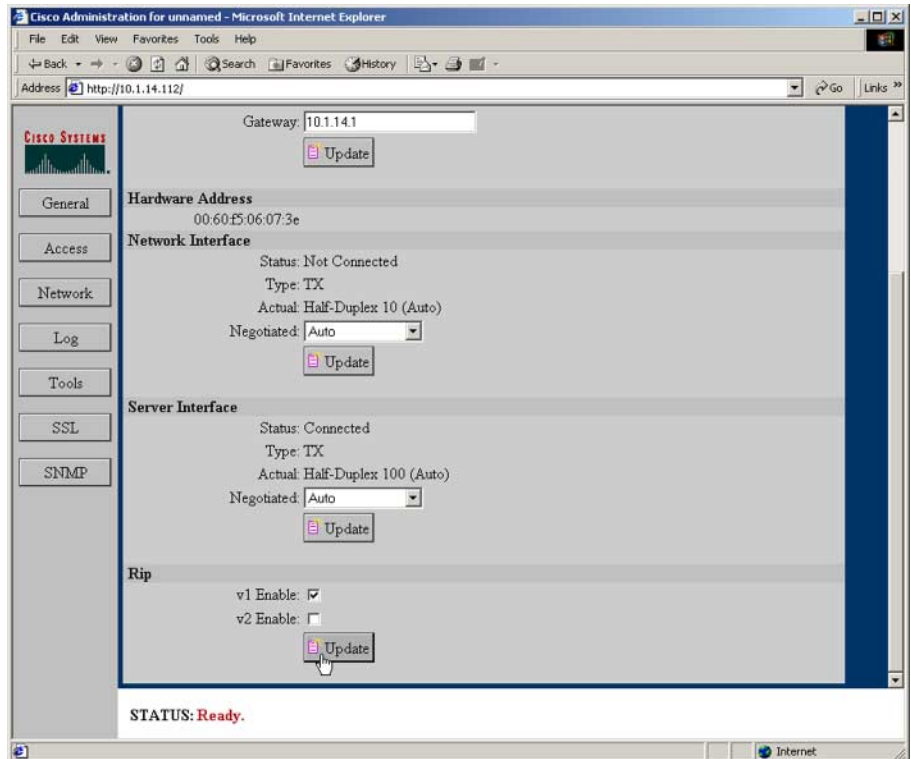 Cisco Administration for unnamed - Microsoft Internet Explorer
File Edit View Favorites Tools Help
Back Search Favorites History
Address http://10.1.14.112/ Go Links »
CISCO SYSTEMS
General
Access
Network
Log
Tools
SSL
SNMP
Gateway: 10.1.14.1
Update
Hardware Address
00:60:f5:06:07:3e
Network Interface
Status: Not Connected
Type: TX
Actual: Half-Duplex 10 (Auto)
Negotiated: Auto
Update
Server Interface
Status: Connected
Type: TX
Actual: Half-Duplex 100 (Auto)
Negotiated: Auto
Update
Rip
v1 Enable:
v2 Enable:
Update
STATUS: Ready.
Internet